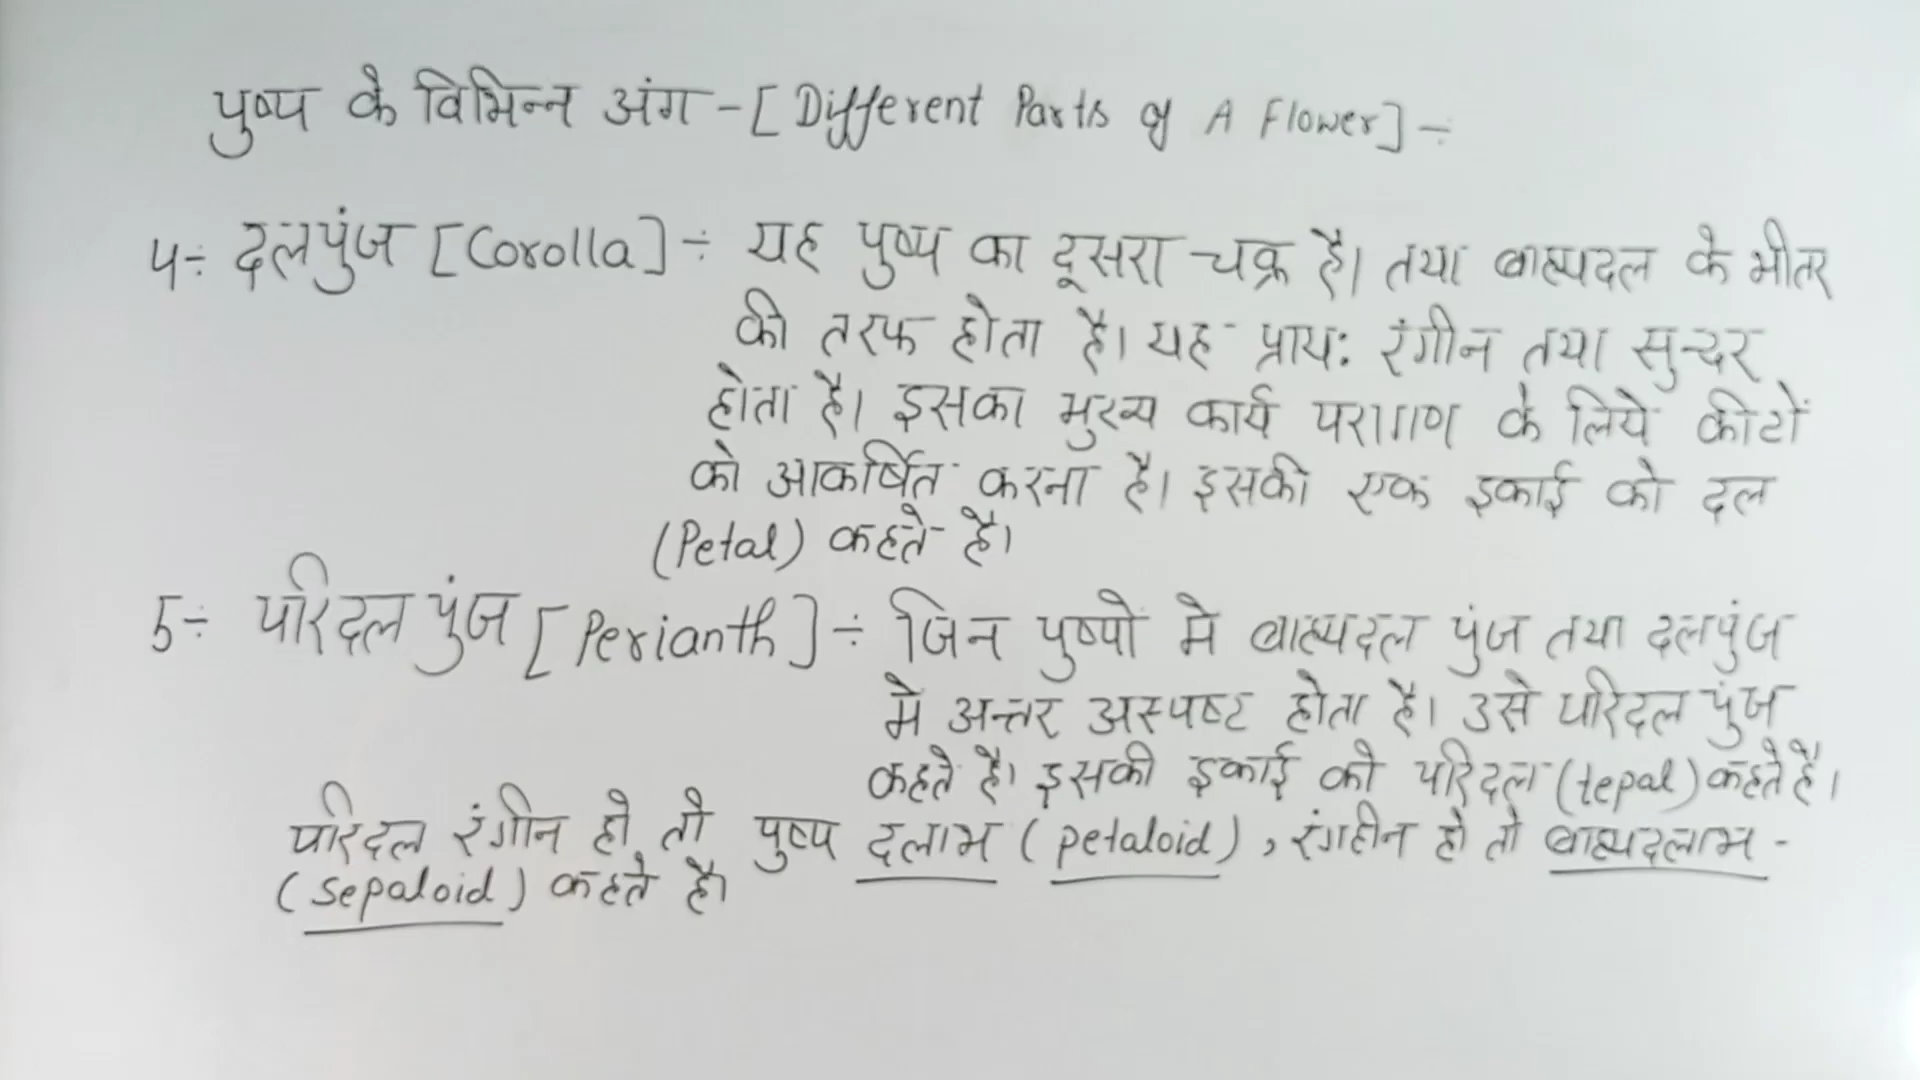 पुष्प के विभिन्न अंग -[Different Parts of A Flower] ÷
4÷ दलपुंज [Corolla] ÷ यह पुष्प का दूसरा चक्र है। तथा बाह्यदल के भीतर
की तरफ होता है। यह प्राय: रंगीन तथा सुन्दर
होता है। इसका मुख्य कार्य परागण के लिये कीटों
को आकर्षित करना है। इसकी एक इकाई को दल
(Petal) कहते है।
5÷ परिदल पुंज [Perianth] ÷ जिन पुष्पो मे बाह्यदल पुंज तथा दलपुंज
मे अन्तर अस्पष्ट होता है। उसे परिदल पुंज
कहते है। इसकी इकाई को परिदल (tepal) कहते है।
परिदल रंगीन हो तो पुष्प दलाभ (petaloid), रंगहीन हो तो बाह्यदलाभ -
(sepaloid) कहते है।